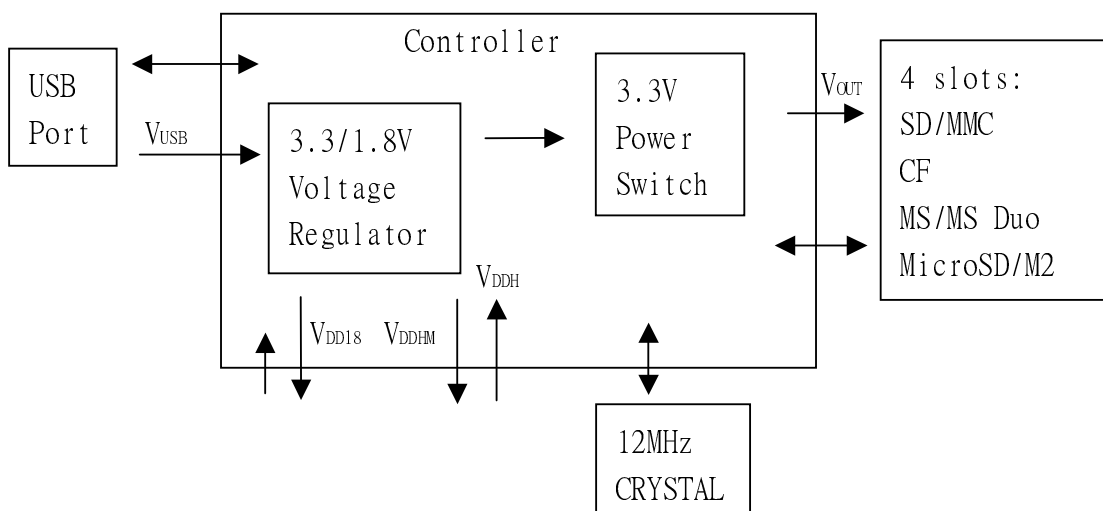 Controller
USB
Port
VUSB
3.3/1.8V
Voltage
Regulator
3.3V
Power
Switch
VOUT
4 slots:
SD/MMC
CF
MS/MS Duo
MicroSD/M2
VDDH
VDD18
VDDHM
12MHz
CRYSTAL